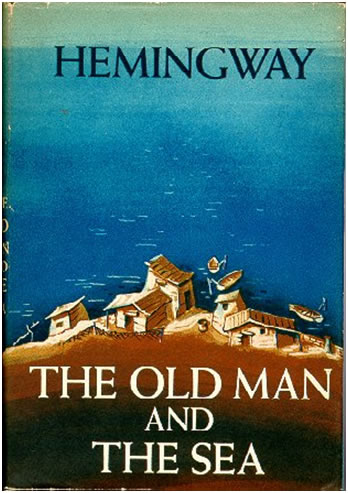 HEMINGWAY
THE OLD MAN
AND
THE SEA